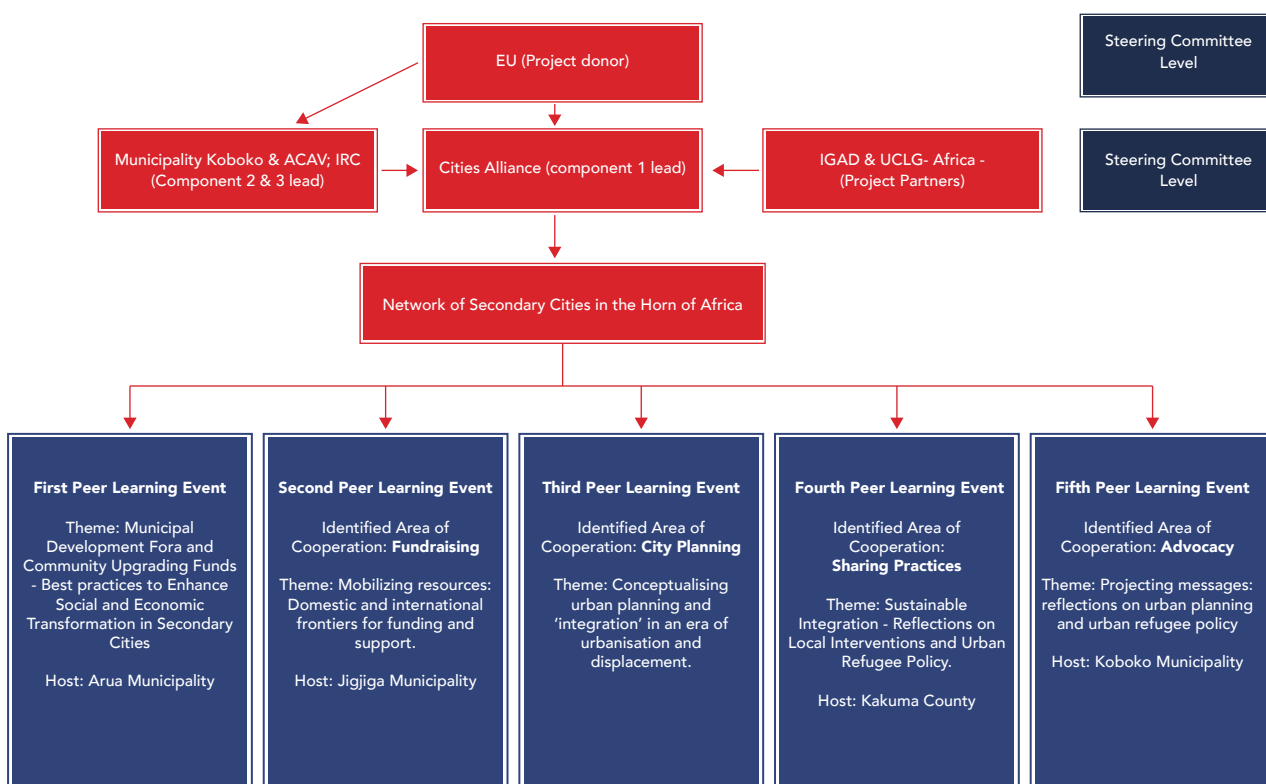 EU (Project donor)
Steering Committee
Level
Municipality Koboko & ACAV; IRC
(Component 2 & 3 lead)
Cities Alliance (component 1 lead)
IGAD & UCLG- Africa -
(Project Partners)
Steering Committee
Level
Network of Secondary Cities in the Horn of Africa
First Peer Learning Event
Theme: Municipal
Development Fora and
Community Upgrading Funds
- Best practices to Enhance
Social and Economic
Transformation in Secondary
Cities
Host: Arua Municipality
Second Peer Learning Event
Identified Area of
Cooperation: Fundraising
Theme: Mobilizing resources:
Domestic and international
frontiers for funding and
support.
Host: Jigjiga Municipality
Third Peer Learning Event
Identified Area of
Cooperation: City Planning
Theme: Conceptualising
urban planning and
‘integration’ in an era of
urbanisation and
displacement.
Fourth Peer Learning Event
Identified Area of
Cooperation:
Sharing Practices
Theme: Sustainable
Integration - Reflections on
Local Interventions and Urban
Refugee Policy.
Host: Kakuma County
Fifth Peer Learning Event
Identified Area of
Cooperation: Advocacy
Theme: Projecting messages:
reflections on urban planning
and urban refugee policy
Host: Koboko Municipality